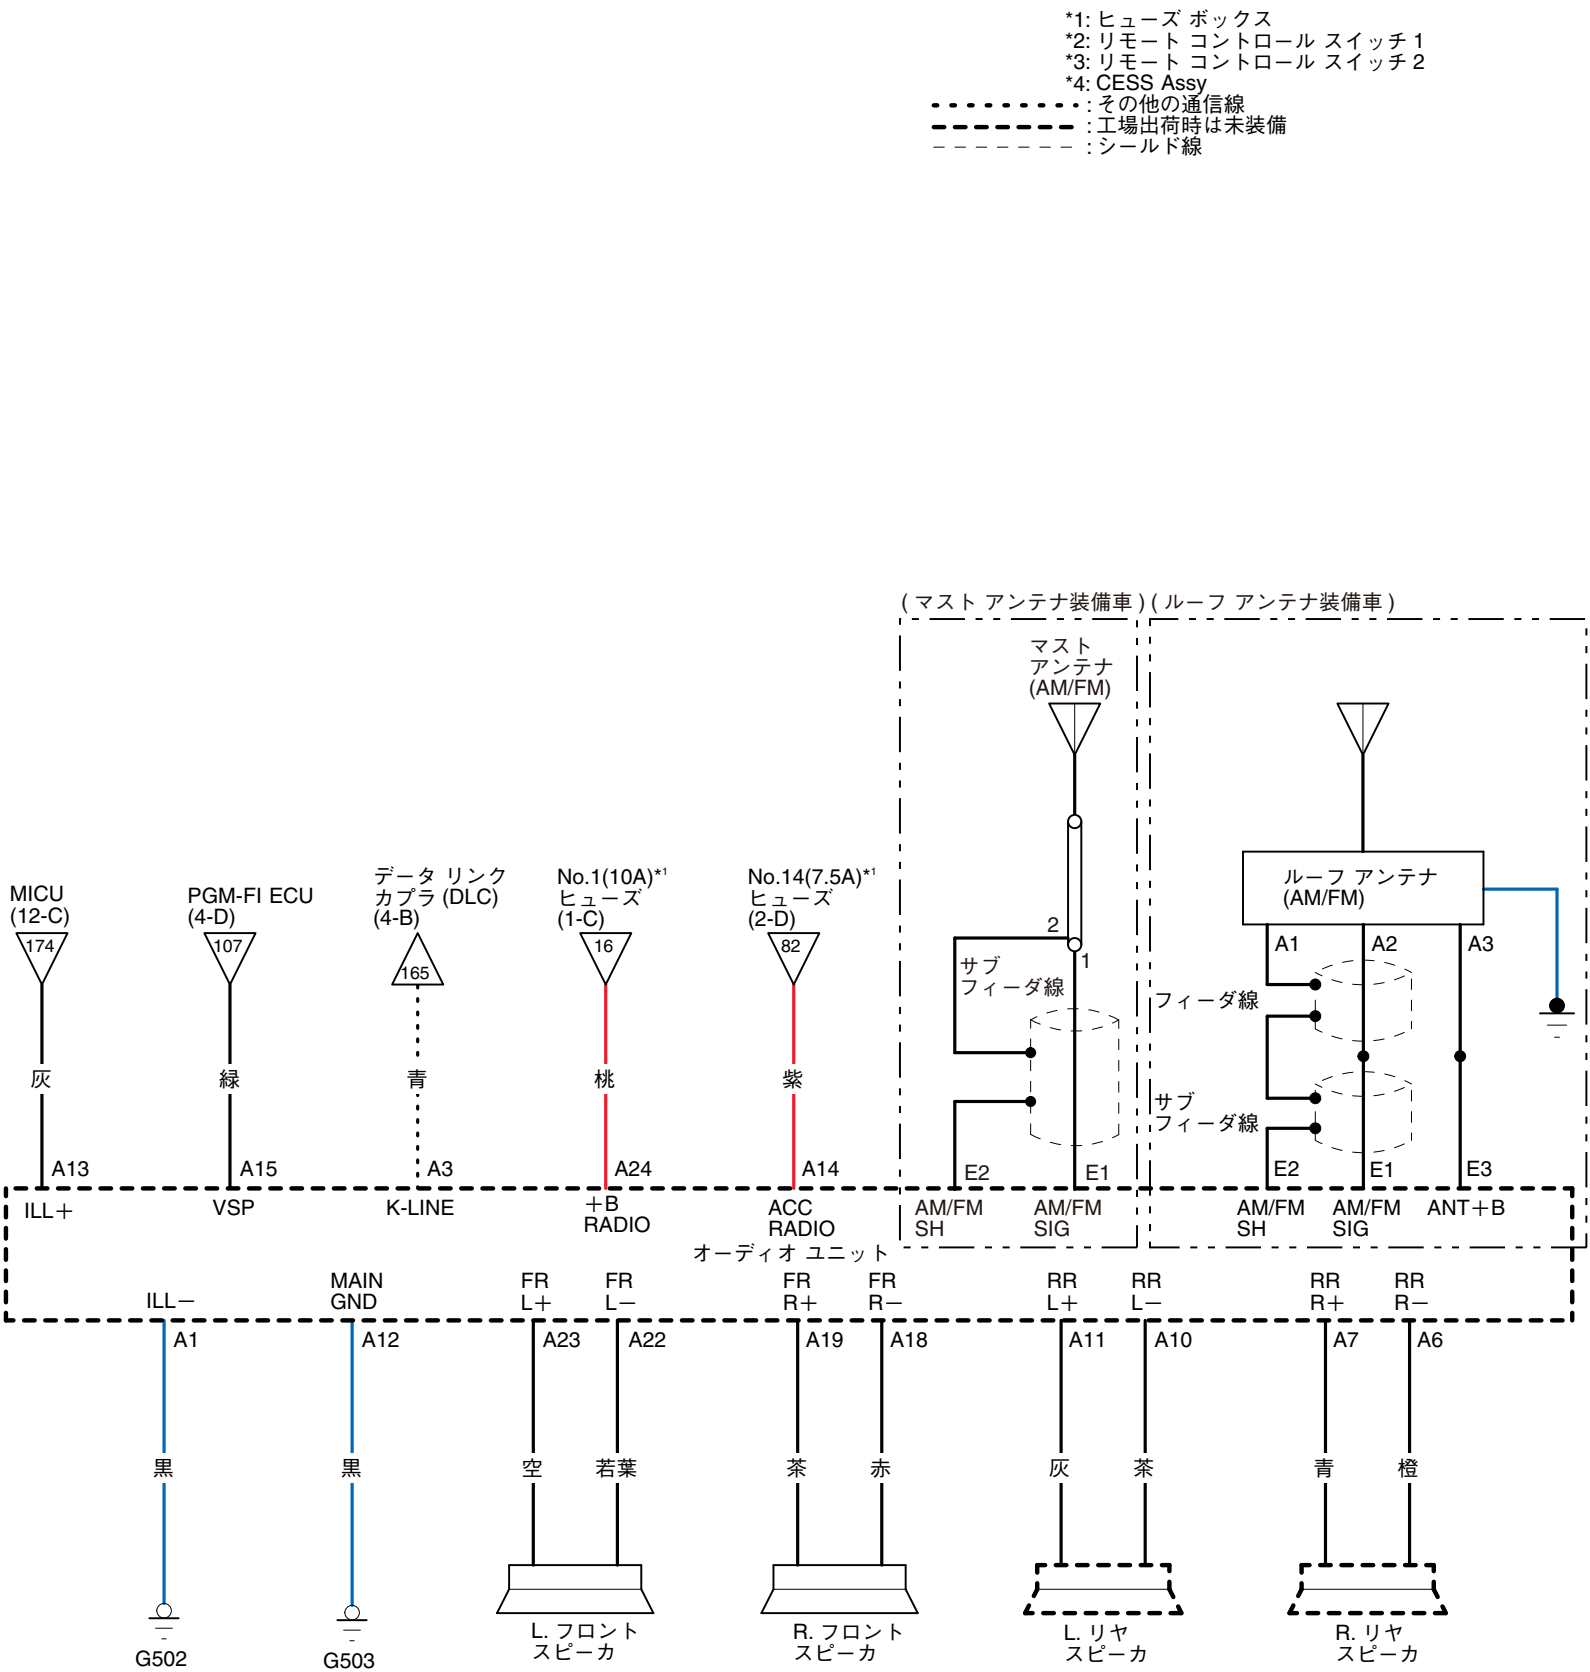 *1: ヒューズ ボックス
*2: リモート コントロール スイッチ 1
*3: リモート コントロール スイッチ 2
*4: CESS Assy
: その他の通信線
: 工場出荷時は未装備
: シールド線
( マスト アンテナ装備車 ) ( ルーフ アンテナ装備車 )
マスト
アンテナ
(AM/FM)
ルーフ アンテナ
(AM/FM)
MICU
(12-C)
174
PGM-FI ECU
(4-D)
107
データ リンク
カプラ (DLC)
(4-B)
165
No.1(10A)*1
ヒューズ
(1-C)
16
No.14(7.5A)*1
ヒューズ
(2-D)
82
2
1
A1 A2 A3
サブ
フィーダ線
フィーダ線
サブ
フィーダ線
灰 緑 青 桃 紫
A13 A15 A3 A24 A14 E2 E1 E2 E1 E3
ILL+
VSP
K-LINE
+B
RADIO
ACC
RADIO
AM/FM
SH
AM/FM
SIG
AM/FM
SH
AM/FM
SIG
ANT+B
オーディオ ユニット
ILL−
MAIN
GND
FR
L+
FR
L−
FR
R+
FR
R−
RR
L+
RR
L−
RR
R+
RR
R−
A1 A12 A23 A22 A19 A18 A11 A10 A7 A6
黒 黒 空 若葉 茶 赤 灰 茶 青 橙
G502
G503
L. フロント
スピーカ
R. フロント
スピーカ
L. リヤ
スピーカ
R. リヤ
スピーカ